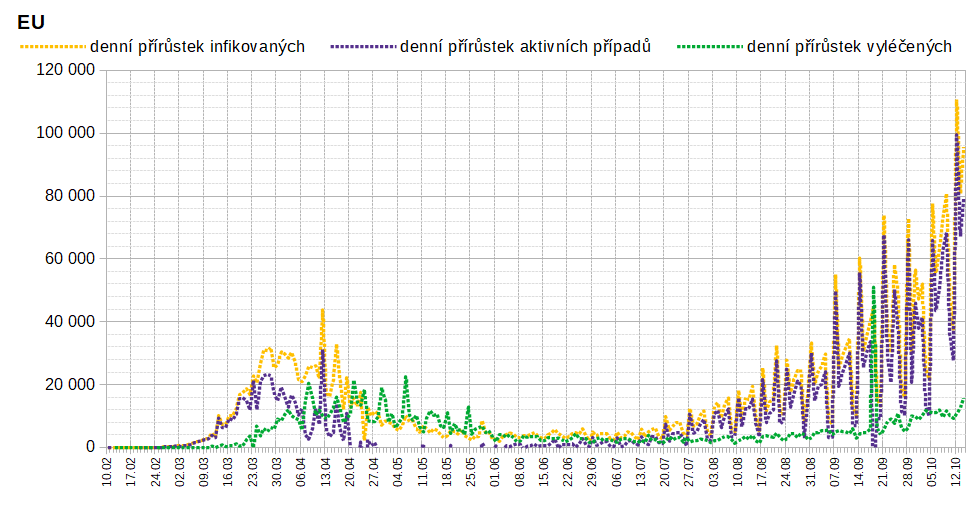 EU
denní přírůstek infikovaných denní přírůstek aktivních případů denní přírůstek vyléčených
120 000
100 000
80 000
60 000
40 000
20 000
0
10.02 17.02 24.02 02.03 09.03 16.03 23.03 30.03 06.04 13.04 20.04 27.04 04.05 11.05 18.05 25.05 01.06 08.06 15.06 22.06 29.06 06.07 13.07 20.07 27.07 03.08 10.08 17.08 24.08 31.08 07.09 14.09 21.09 28.09 05.10 12.10